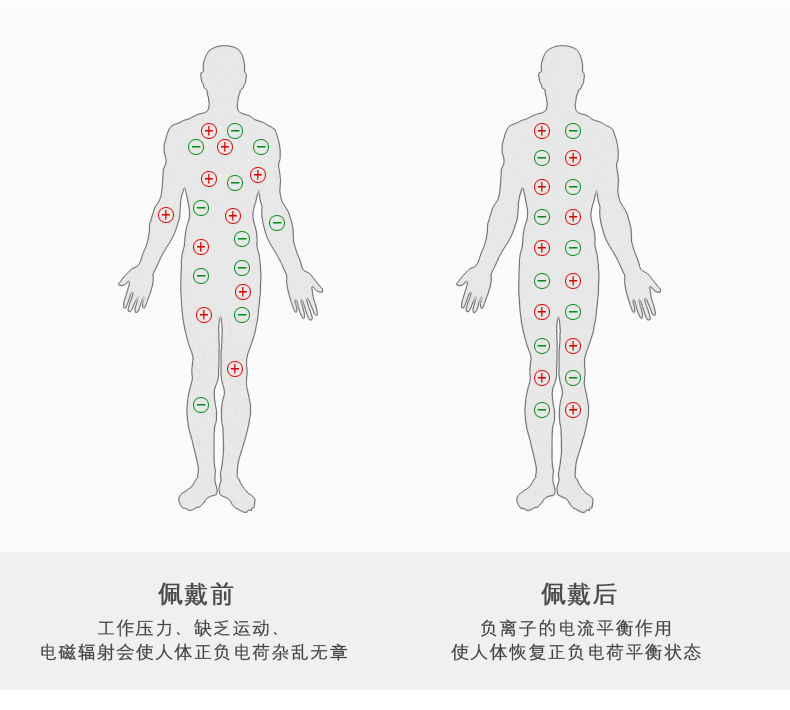 佩戴前
工作压力、缺乏运动、
电磁辐射会使人体正负电荷杂乱无章
佩戴后
负离子的电流平衡作用
使人体恢复正负电荷平衡状态